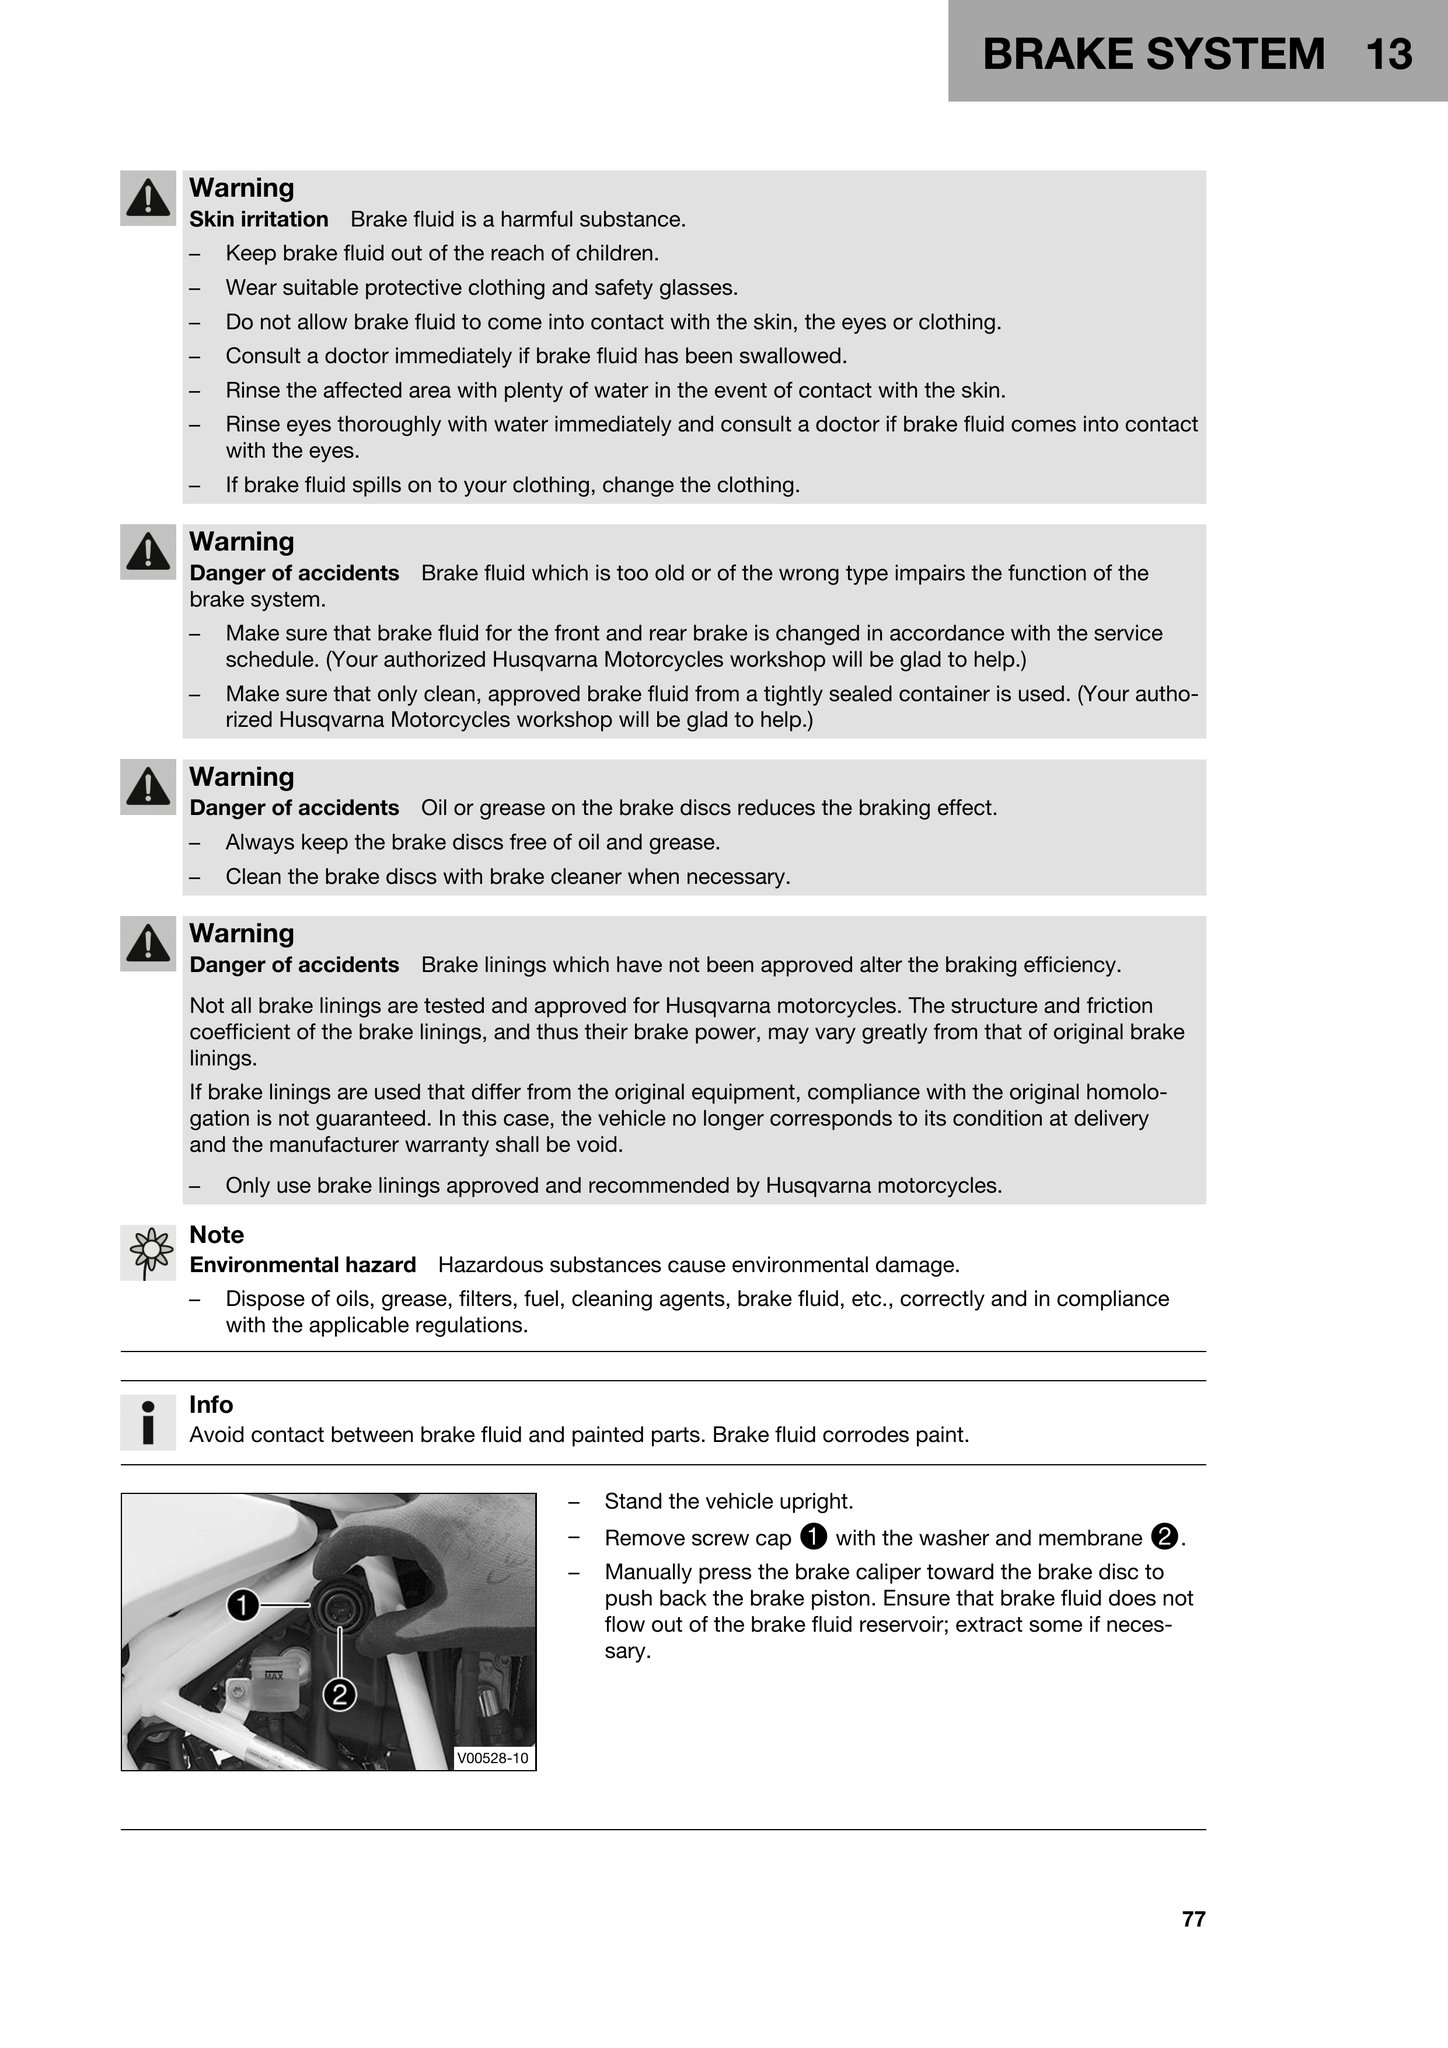 BRAKE SYSTEM 13
Warning
Skin irritation Brake fluid is a harmful substance.
– Keep brake fluid out of the reach of children.
– Wear suitable protective clothing and safety glasses.
– Do not allow brake fluid to come into contact with the skin, the eyes or clothing.
– Consult a doctor immediately if brake fluid has been swallowed.
– Rinse the affected area with plenty of water in the event of contact with the skin.
– Rinse eyes thoroughly with water immediately and consult a doctor if brake fluid comes into contact
with the eyes.
– If brake fluid spills on to your clothing, change the clothing.
Warning
Danger of accidents Brake fluid which is too old or of the wrong type impairs the function of the
brake system.
– Make sure that brake fluid for the front and rear brake is changed in accordance with the service
schedule. (Your authorized Husqvarna Motorcycles workshop will be glad to help.)
– Make sure that only clean, approved brake fluid from a tightly sealed container is used. (Your autho-
rized Husqvarna Motorcycles workshop will be glad to help.)
Warning
Danger of accidents Oil or grease on the brake discs reduces the braking effect.
– Always keep the brake discs free of oil and grease.
– Clean the brake discs with brake cleaner when necessary.
Warning
Danger of accidents Brake linings which have not been approved alter the braking efficiency.
Not all brake linings are tested and approved for Husqvarna motorcycles. The structure and friction
coefficient of the brake linings, and thus their brake power, may vary greatly from that of original brake
linings.
If brake linings are used that differ from the original equipment, compliance with the original homolo-
gation is not guaranteed. In this case, the vehicle no longer corresponds to its condition at delivery
and the manufacturer warranty shall be void.
– Only use brake linings approved and recommended by Husqvarna motorcycles.
Note
Environmental hazard Hazardous substances cause environmental damage.
– Dispose of oils, grease, filters, fuel, cleaning agents, brake fluid, etc., correctly and in compliance
with the applicable regulations.
Info
Avoid contact between brake fluid and painted parts. Brake fluid corrodes paint.
1
MAX
2
V00528-10
– Stand the vehicle upright.
– Remove screw cap 1 with the washer and membrane 2.
– Manually press the brake caliper toward the brake disc to
push back the brake piston. Ensure that brake fluid does not
flow out of the brake fluid reservoir; extract some if neces-
sary.
77